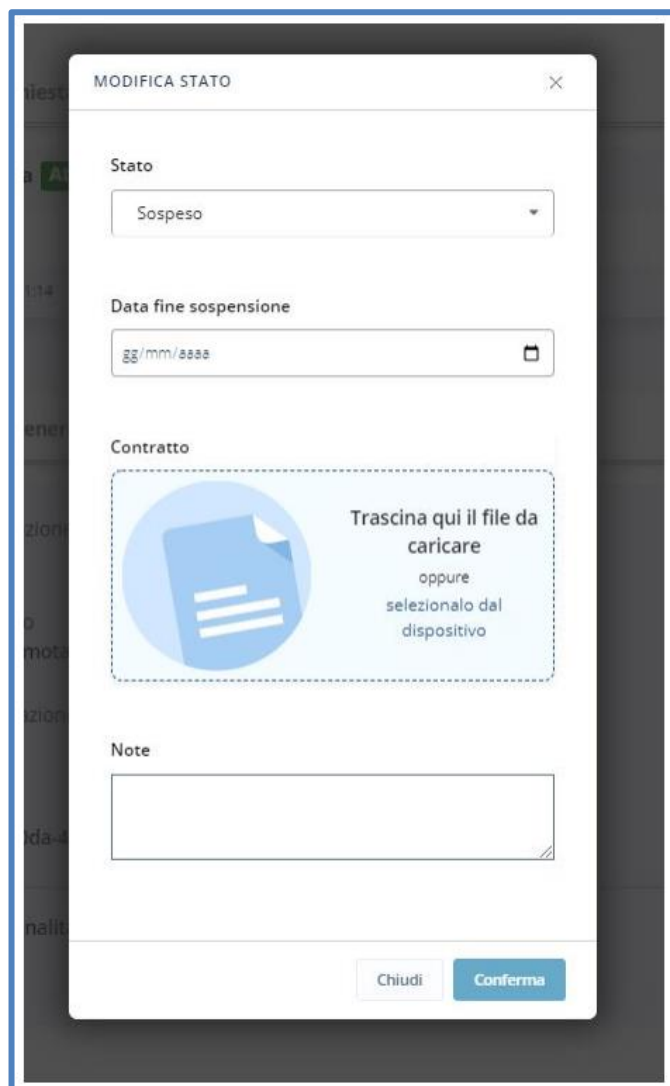 MODIFICA STATO
Stato
Sospeso
Data fine sospensione
gg/mm/aaaa
Contratto
Trascina qui il file da
caricare
oppure
selezionalo dal
dispositivo
Note
Chiudi
Conferma